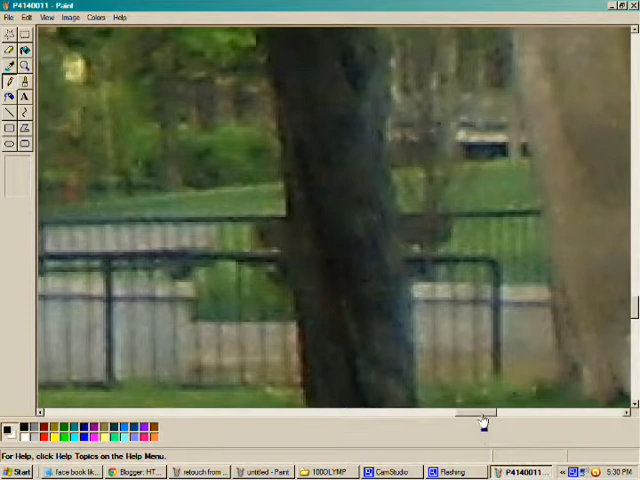 P4140011 - Paint
File Edit View Image Colors Help
A
For Help, click Help Topics on the Help Menu.
Start face book lik... Blogger: HT... retouch from ... untitled - Paint 100OLYMP CamStudio Flashing P4140011... « 5:30 PM